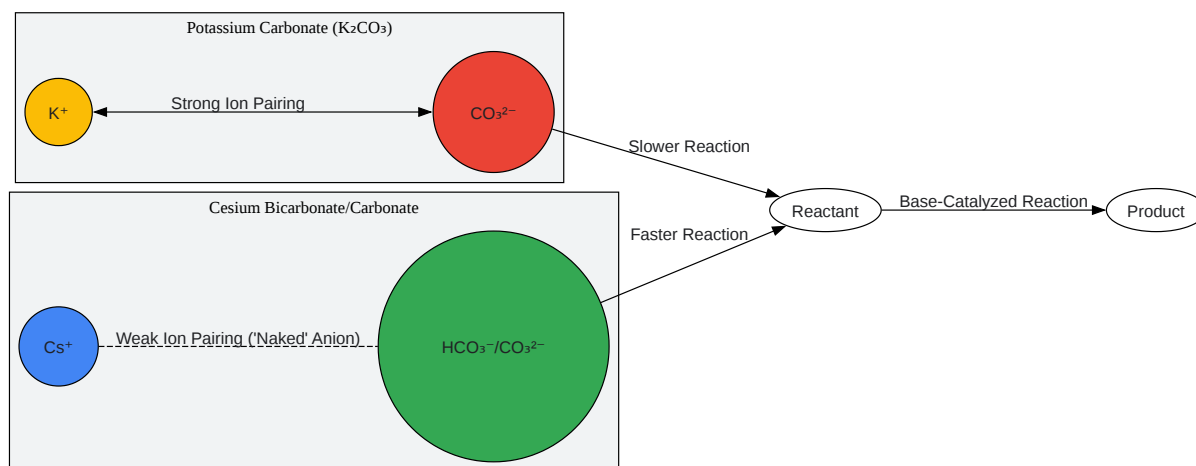 Potassium Carbonate (K₂CO₃)
K⁺
Strong Ion Pairing
CO₃²⁻
Slower Reaction
Cesium Bicarbonate/Carbonate
Cs⁺
Weak Ion Pairing ('Naked' Anion)
HCO₃⁻/CO₃²⁻
Faster Reaction
Reactant
Base-Catalyzed Reaction
Product